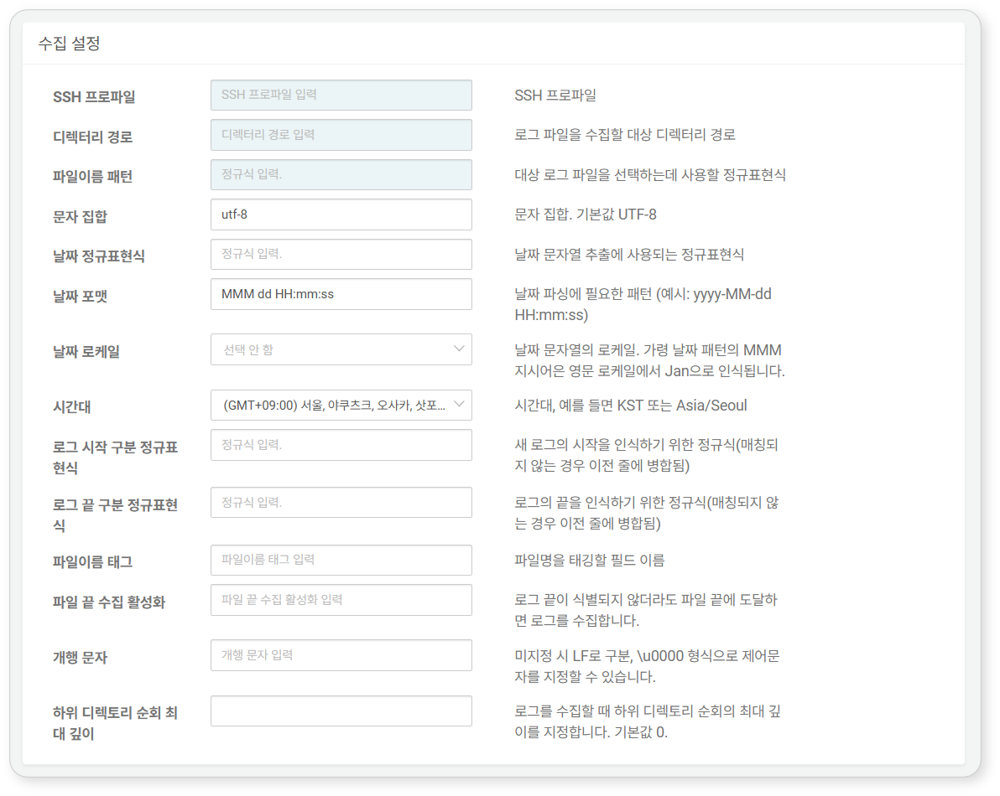 수집 설정
SSH 프로파일
SSH 프로파일 입력
SSH 프로파일
디렉터리 경로
디렉터리 경로 입력
로그 파일을 수집할 대상 디렉터리 경로
파일이름 패턴
정규식 입력.
대상 로그 파일을 선택하는데 사용할 정규표현식
문자 집합
utf-8
문자 집합. 기본값 UTF-8
날짜 정규표현식
정규식 입력.
날짜 문자열 추출에 사용되는 정규표현식
날짜 포맷
MMM dd HH:mm:ss
날짜 파싱에 필요한 패턴 (예시: yyyy-MM-dd
HH:mm:ss)
날짜 로케일
선택 안 함
날짜 문자열의 로케일. 가령 날짜 패턴의 MMM
지시어은 영문 로케일에서 Jan으로 인식됩니다.
시간대
(GMT+09:00) 서울, 야쿠츠크, 오사카, 삿포...
시간대, 예를 들면 KST 또는 Asia/Seoul
로그 시작 구분 정규표
현식
정규식 입력.
새 로그의 시작을 인식하기 위한 정규식(매칭되
지 않는 경우 이전 줄에 병합됨)
로그 끝 구분 정규표현
식
정규식 입력.
로그의 끝을 인식하기 위한 정규식(매칭되지 않
는 경우 이전 줄에 병합됨)
파일이름 태그
파일이름 태그 입력
파일명을 태깅할 필드 이름
파일 끝 수집 활성화
파일 끝 수집 활성화 입력
로그 끝이 식별되지 않더라도 파일 끝에 도달하
면 로그를 수집합니다.
개행 문자
개행 문자 입력
미지정 시 LF로 구분, \u0000 형식으로 제어문
자를 지정할 수 있습니다.
하위 디렉토리 순회 최
대 깊이
로그를 수집할 때 하위 디렉토리 순회의 최대 깊
이를 지정합니다. 기본값 0.